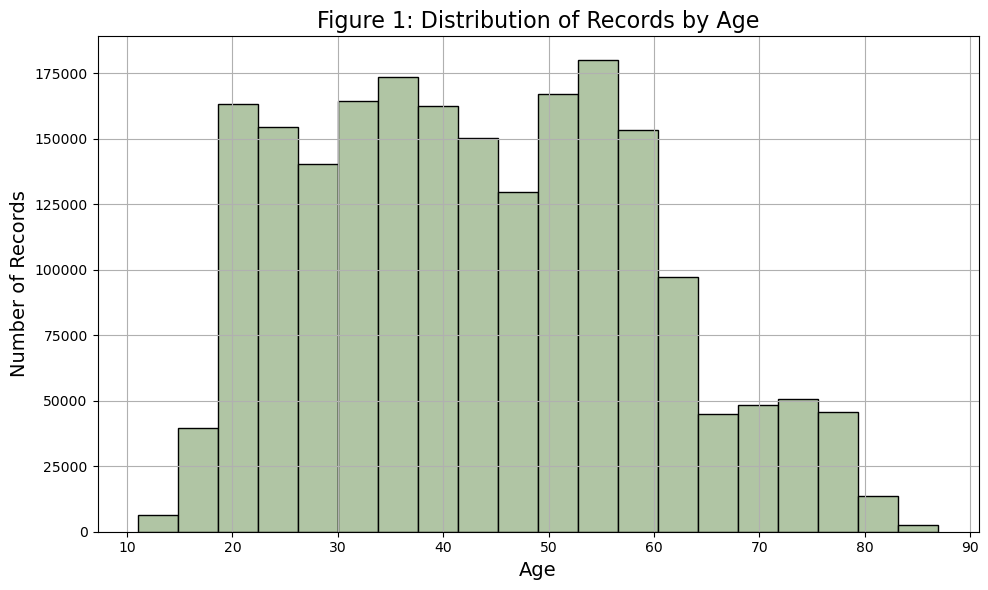 Figure 1: Distribution of Records by Age
Number of Records
175000
150000
125000
100000
75000
50000
25000
0
10 20 30 40 50 60 70 80 90
Age